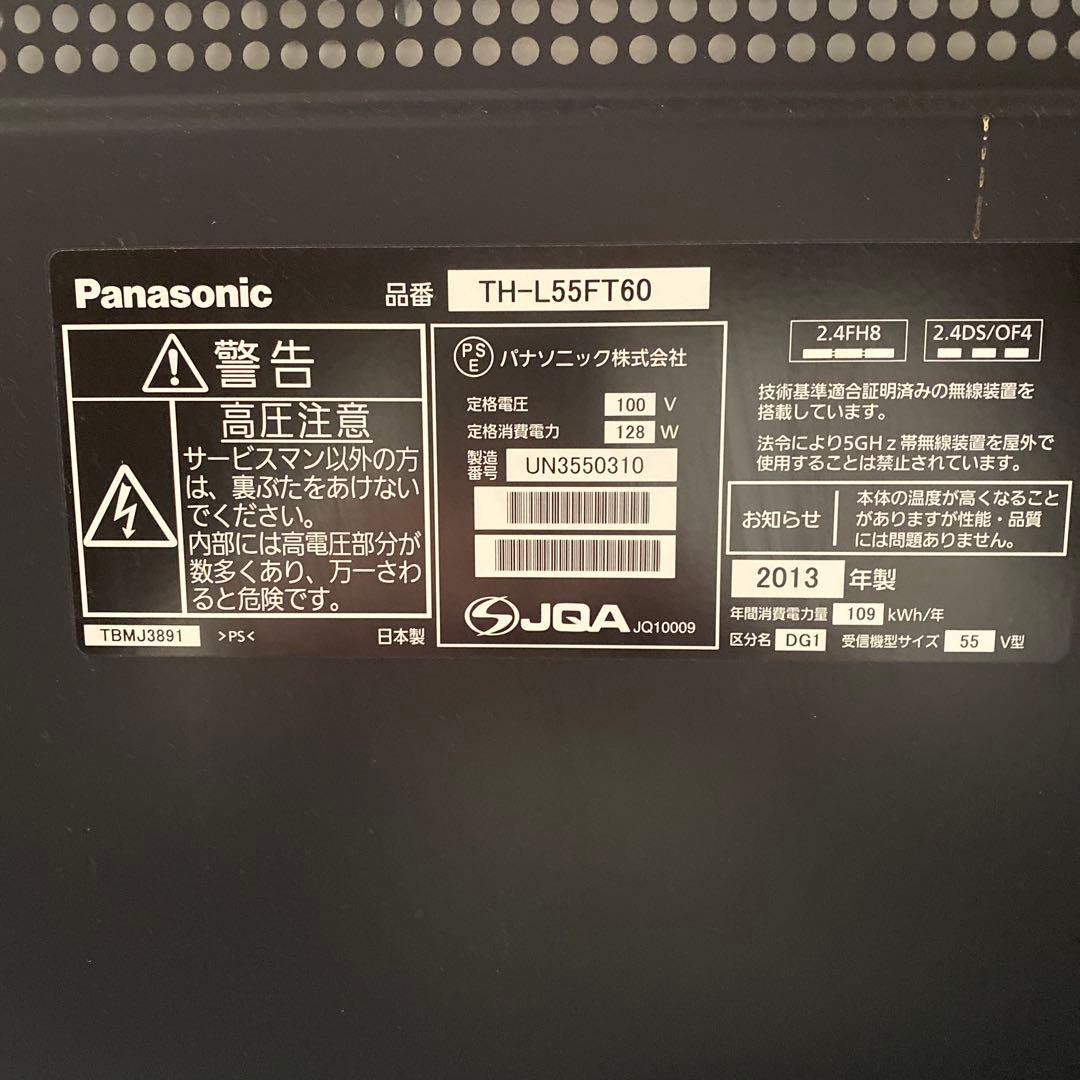 Panasonic
品番 TH-L55FT60
警告
高圧注意
サービスマン以外の方
は、裏ぶたをあけない
でください。
内部には高電圧部分が
数多くあり、万一さわ
ると危険です。
TBMJ3891 >PS< 日本製
PSE パナソニック株式会社
定格電圧 100 V
定格消費電力 128 W
製造
番号 UN3550310
JQA JQ10009
2.4FH8 2.4DS/OF4
技術基準適合証明済みの無線装置を
搭載しています。
法令により5GHz帯無線装置を屋外で
使用することは禁止されています。
お知らせ
本体の温度が高くなること
がありますが性能・品質
には問題ありません。
2013 年製
年間消費電力量 109 kWh/年
区分名 DG1 受信機型サイズ 55 V型